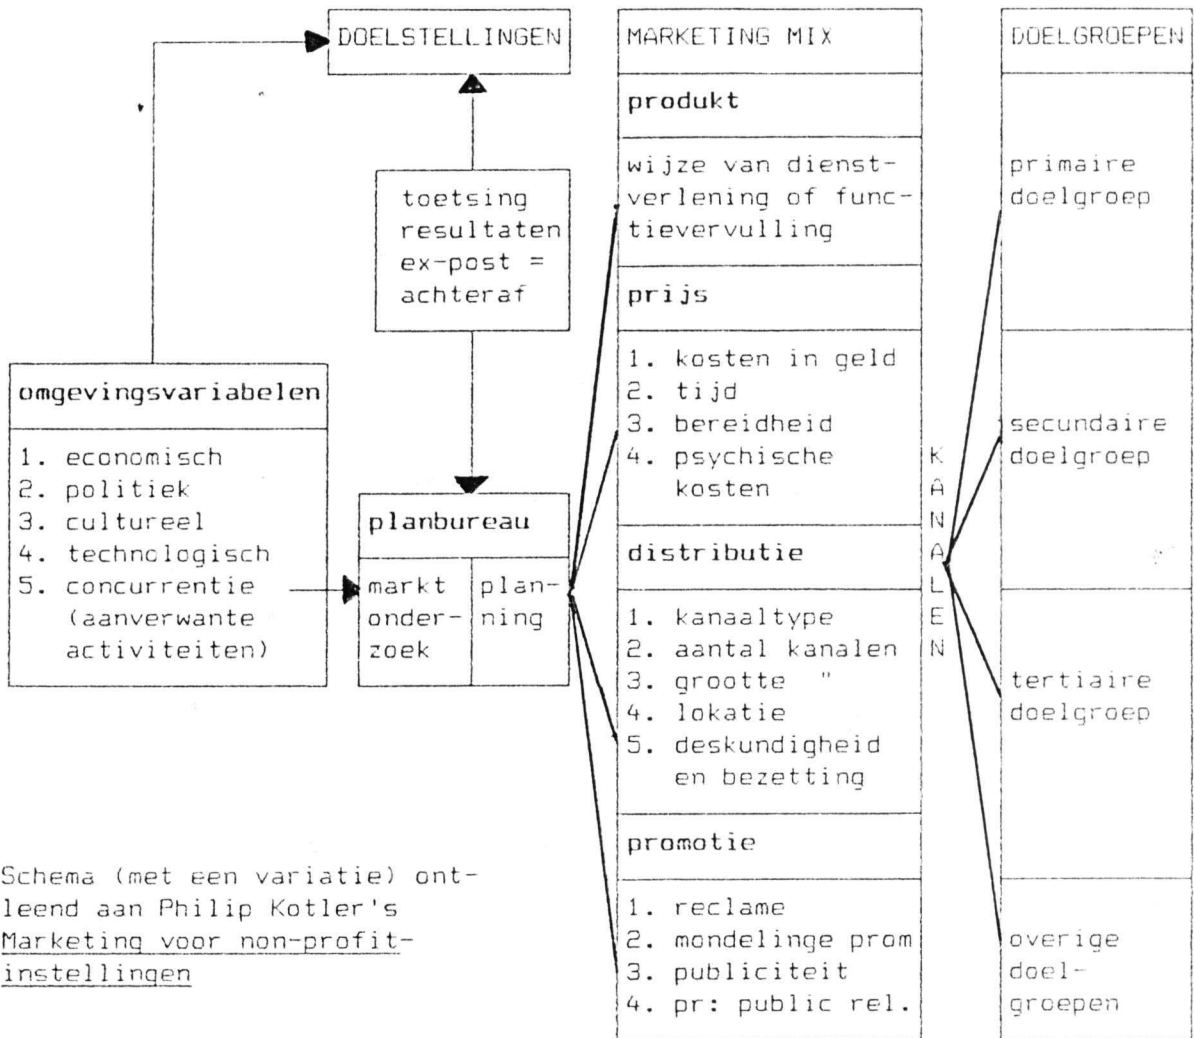 DOELSTELLINGEN
toetsing
resultaten
ex-post =
achteraf
omgevingsvariabelen
1. economisch
2. politiek
3. cultureel
4. technologisch
5. concurrentie
(aanverwante
activiteiten)
planbureau
markt
onder-
zoek
plan-
ning
MARKETING MIX
produkt
wijze van dienst-
verlening of func-
tievervulling
prijs
1. kosten in geld
2. tijd
3. bereidheid
4. psychische
kosten
distributie
1. kanaaltype
2. aantal kanalen
3. grootte "
4. lokatie
5. deskundigheid
en bezetting
promotie
1. reclame
2. mondelinge prom
3. publiciteit
4. pr: public rel.
KANALEN
DOELGROEPEN
primaire
doelgroep
secundaire
doelgroep
tertiaire
doelgroep
overige
doel-
groepen
Schema (met een variatie) ont-
leend aan Philip Kotler's
Marketing voor non-profit-
instellingen